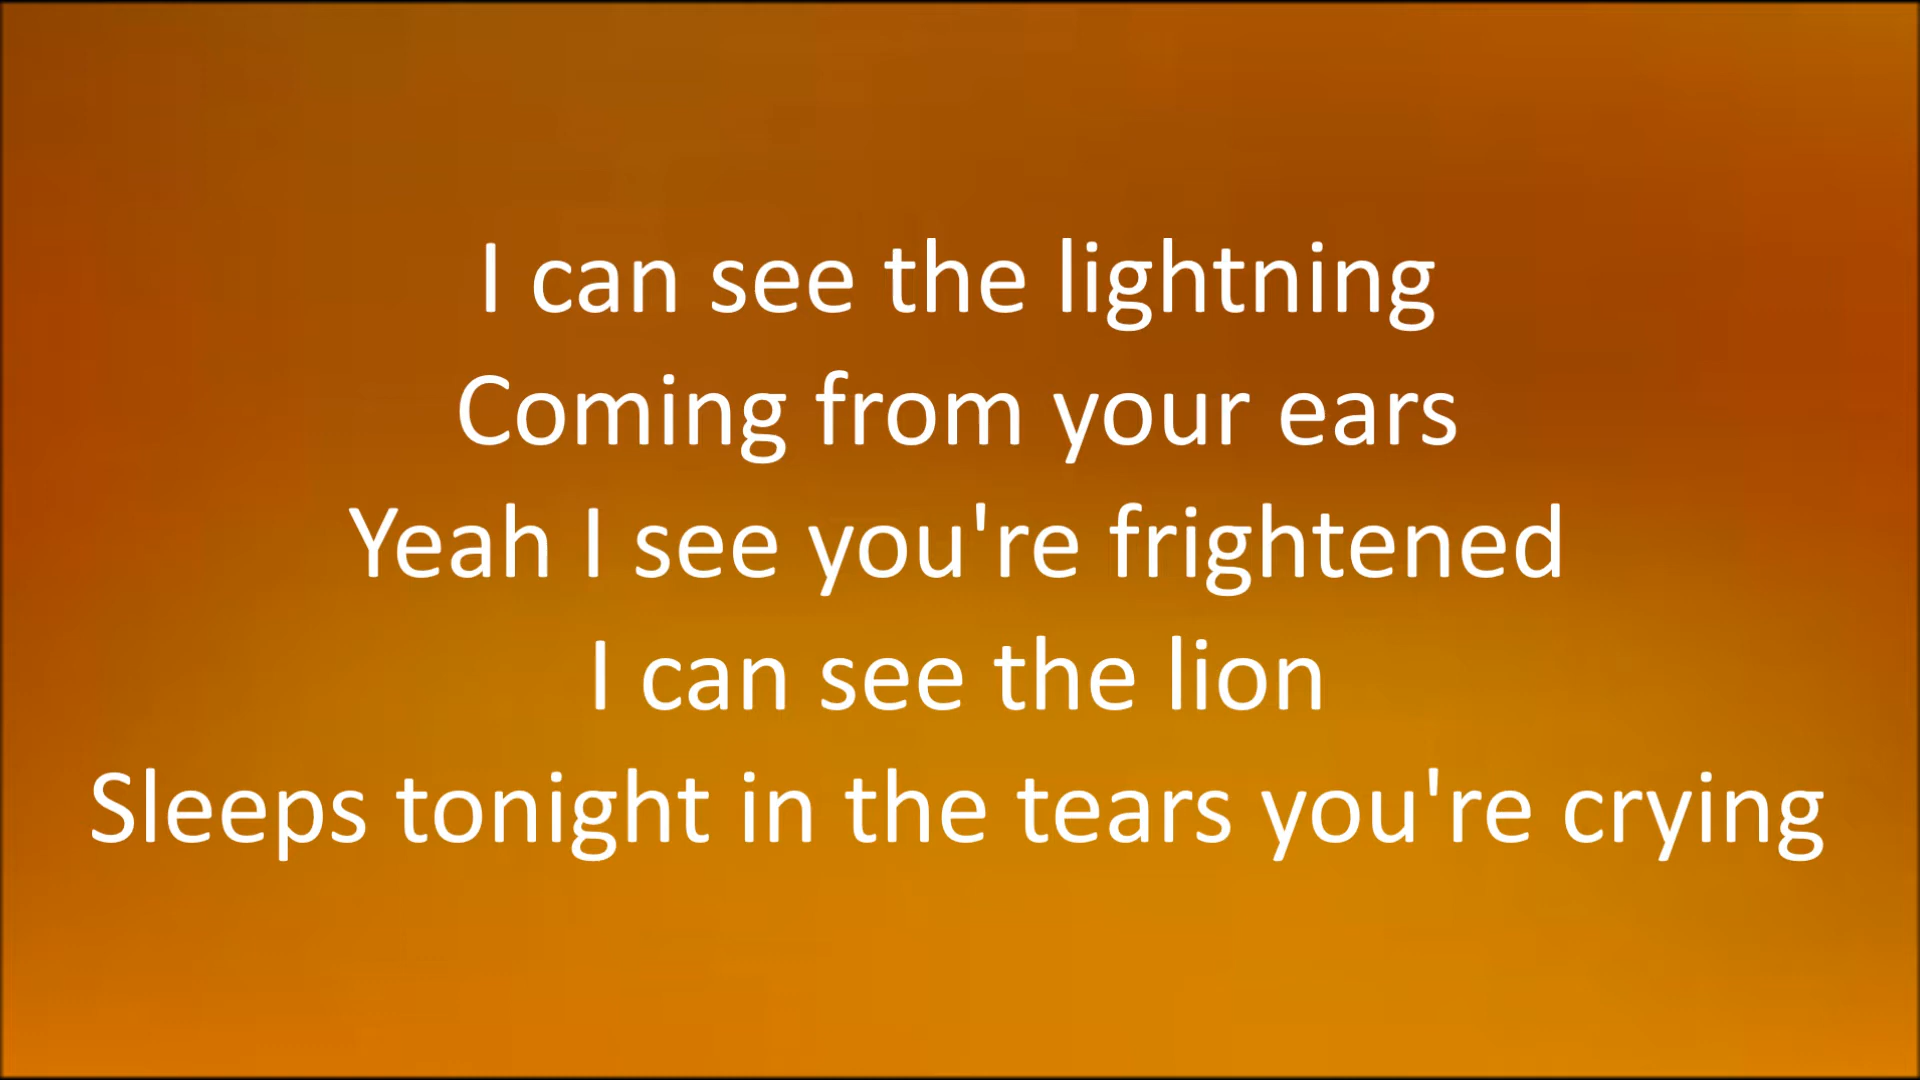 I can see the lightning
Coming from your ears
Yeah I see you're frightened
I can see the lion
Sleeps tonight in the tears you're crying